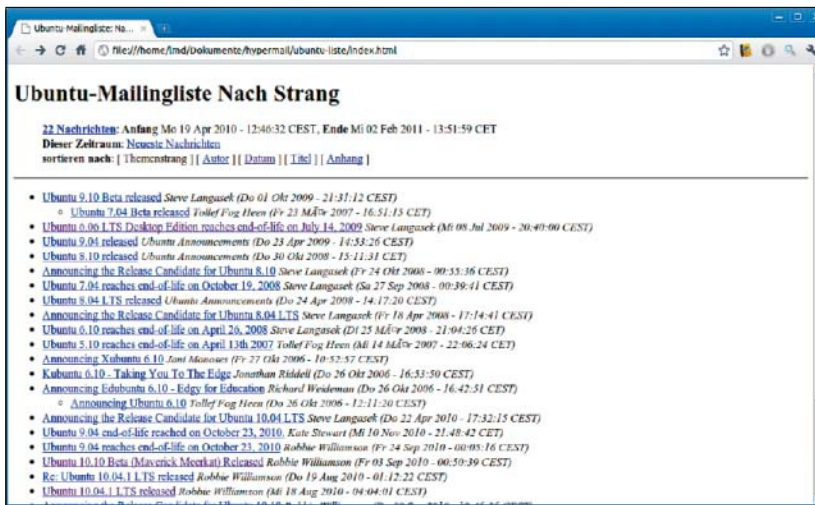 Ubuntu-Mailingliste: Na...
file:///home/lmd/Dokumente/hypermail/ubuntu-liste/index.html
Ubuntu-Mailingliste Nach Strang
22 Nachrichten: Anfang Mo 19 Apr 2010 - 12:46:32 CEST, Ende Mi 02 Feb 2011 - 13:51:59 CET
Dieser Zeitraum: Neueste Nachrichten
sortieren nach: [ Themenstrang ] [ Autor ] [ Datum ] [ Titel ] [ Anhang ]
• Ubuntu 9.10 Beta released Steve Langasek (Do 01 Okt 2009 - 21:31:12 CEST)
◦ Ubuntu 7.04 Beta released Tollef Fog Heen (Fr 23 2007 - 16:51:15 CET)
• Ubuntu 6.06 LTS Desktop Edition reaches end-of-life on July 14, 2009 Steve Langasek (Mi 08 Jul 2009 - 20:40:00 CEST)
• Ubuntu 9.04 released Ubuntu Announcements (Do 23 Apr 2009 - 14:53:26 CEST)
• Ubuntu 8.10 released Ubuntu Announcements (Do 30 Okt 2008 - 15:11:31 CET)
• Announcing the Release Candidate for Ubuntu 8.10 Steve Langasek (Fr 24 Okt 2008 - 00:55:36 CEST)
• Ubuntu 7.04 reaches end-of-life on October 19, 2008 Steve Langasek (Sa 27 Sep 2008 - 00:39:41 CEST)
• Ubuntu 8.04 LTS released Ubuntu Announcements (Do 24 Apr 2008 - 14:17:20 CEST)
• Announcing the Release Candidate for Ubuntu 8.04 LTS Steve Langasek (Fr 18 Apr 2008 - 17:14:41 CEST)
• Ubuntu 6.10 reaches end-of-life on April 26, 2008 Steve Langasek (Di 25 2008 - 21:04:26 CET)
• Ubuntu 5.10 reaches end-of-life on April 13th 2007 Tollef Fog Heen (Mi 14 2007 - 22:06:24 CET)
• Announcing Xubuntu 6.10 Jani Monoses (Fr 27 Okt 2006 - 10:52:57 CEST)
• Kubuntu 6.10 - Taking You To The Edge Jonathan Riddell (Do 26 Okt 2006 - 16:53:50 CEST)
• Announcing Edubuntu 6.10 - Edgy for Education Richard Weideman (Do 26 Okt 2006 - 16:42:51 CEST)
◦ Announcing Ubuntu 6.10 Tollef Fog Heen (Do 26 Okt 2006 - 12:11:20 CEST)
• Announcing the Release Candidate for Ubuntu 10.04 LTS Steve Langasek (Do 22 Apr 2010 - 17:32:15 CEST)
• Ubuntu 9.04 end-of-life reached on October 23, 2010. Kate Stewart (Mi 10 Nov 2010 - 21:48:42 CET)
• Ubuntu 9.04 reaches end-of-life on October 23, 2010 Robbie Williamson (Fr 24 Sep 2010 - 00:05:16 CEST)
• Ubuntu 10.10 Beta (Maverick Meerkat) Released Robbie Williamson (Fr 03 Sep 2010 - 00:50:39 CEST)
• Re: Ubuntu 10.04.1 LTS released Robbie Williamson (Do 19 Aug 2010 - 01:12:22 CEST)
• Ubuntu 10.04.1 LTS released Robbie Williamson (Mi 18 Aug 2010 - 04:04:01 CEST)